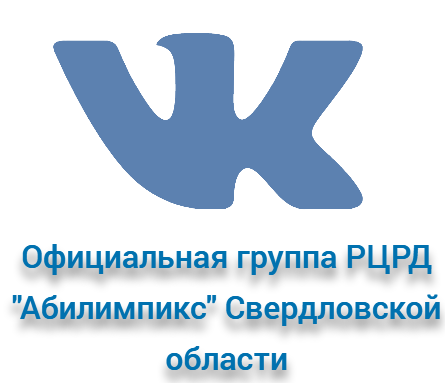 Официальная группа РЦРД
"Абилимпикс" Свердловской
области